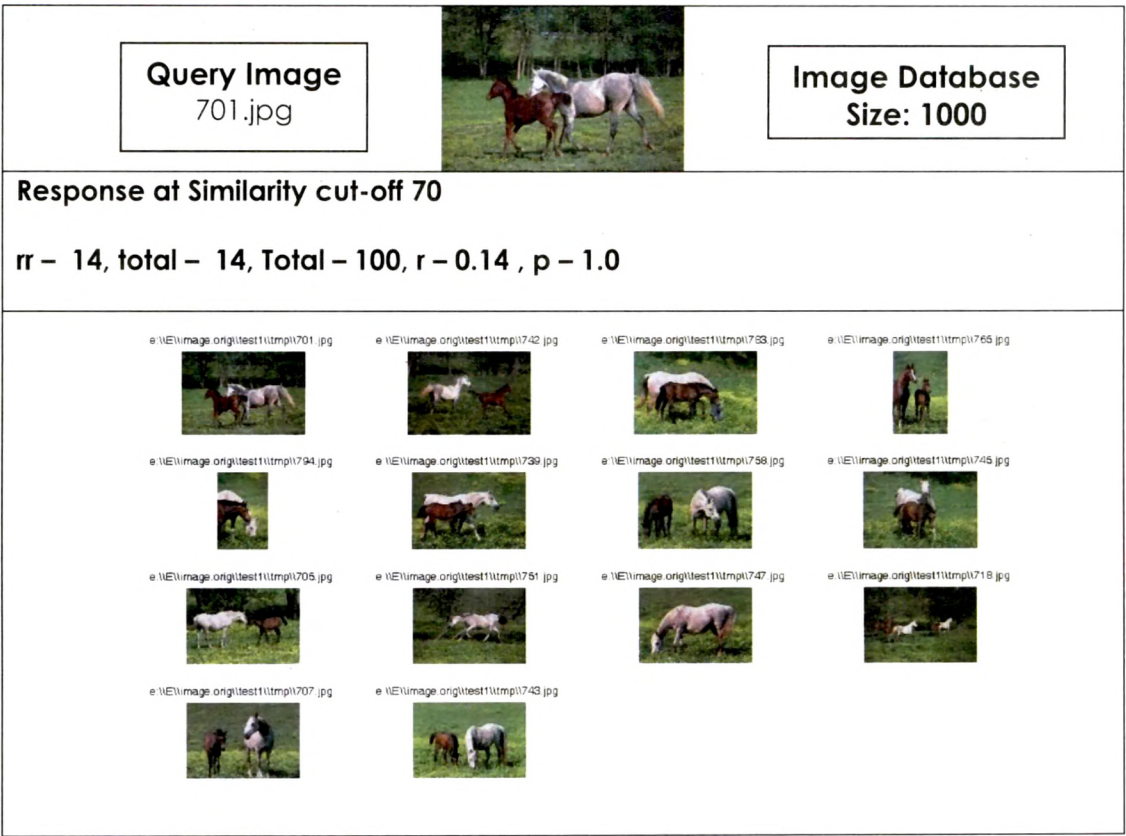 Query Image
701.jpg
Image Database
Size: 1000
Response at Similarity cut-off 70
rr – 14, total – 14, Total – 100, r – 0.14 , p – 1.0
e:\\E\\image.orig\\test1\\tmp\\701.jpg e:\\E\\image.orig\\test1\\tmp\\742.jpg e:\\E\\image.orig\\test1\\tmp\\783.jpg e:\\E\\image.orig\\test1\\tmp\\765.jpg
e:\\E\\image.orig\\test1\\tmp\\794.jpg e:\\E\\image.orig\\test1\\tmp\\739.jpg e:\\E\\image.orig\\test1\\tmp\\758.jpg e:\\E\\image.orig\\test1\\tmp\\745.jpg
e:\\E\\image.orig\\test1\\tmp\\705.jpg e:\\E\\image.orig\\test1\\tmp\\751.jpg e:\\E\\image.orig\\test1\\tmp\\747.jpg e:\\E\\image.orig\\test1\\tmp\\718.jpg
e:\\E\\image.orig\\test1\\tmp\\707.jpg e:\\E\\image.orig\\test1\\tmp\\743.jpg